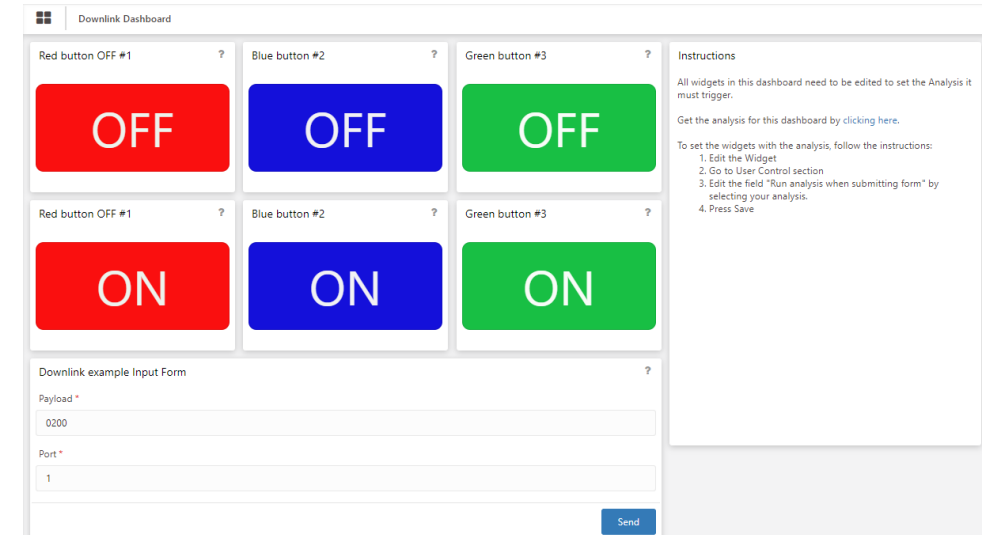 Downlink Dashboard
Red button OFF #1 ?
Blue button #2 ?
Green button #3 ?
OFF
OFF
OFF
Red button OFF #1 ?
Blue button #2 ?
Green button #3 ?
ON
ON
ON
Downlink example Input Form ?
Payload *
0200
Port *
1
Send
Instructions
All widgets in this dashboard need to be edited to set the Analysis it
must trigger.
Get the analysis for this dashboard by clicking here.
To set the widgets with the analysis, follow the instructions:
1. Edit the Widget
2. Go to User Control section
3. Edit the field "Run analysis when submitting form" by
selecting your analysis.
4. Press Save